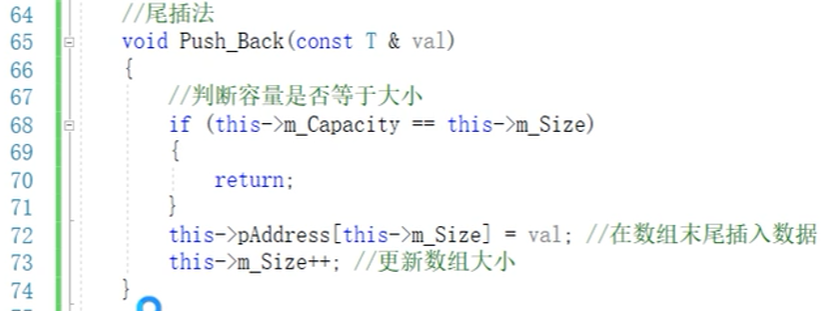 64 //尾插法
65 void Push_Back(const T & val)
66 {
67 //判断容量是否等于大小
68 if (this->m_Capacity == this->m_Size)
69 {
70 return;
71 }
72 this->pAddress[this->m_Size] = val; //在数组末尾插入数据
73 this->m_Size++; //更新数组大小
74 }